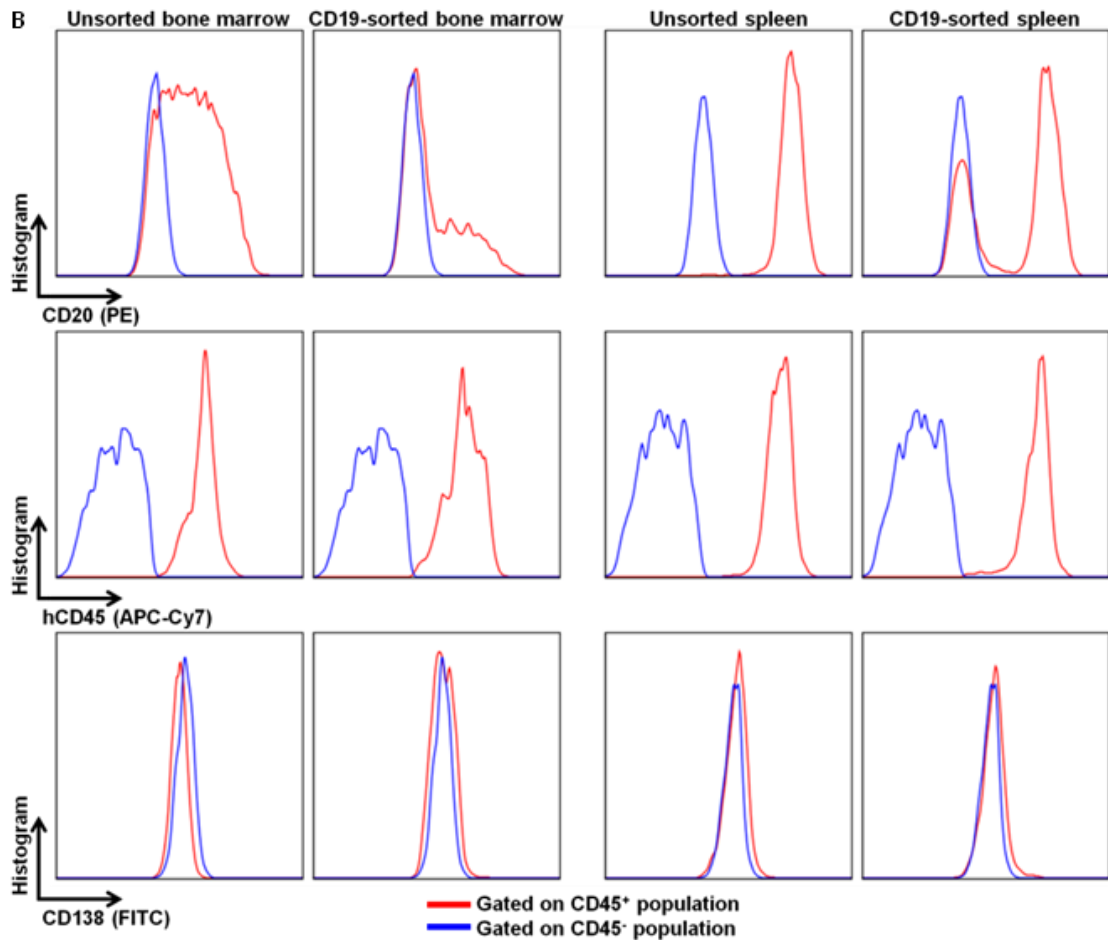 B
Unsorted bone marrow
CD19-sorted bone marrow
Unsorted spleen
CD19-sorted spleen
Histogram
CD20 (PE)
Histogram
hCD45 (APC-Cy7)
Histogram
CD138 (FITC)
Gated on CD45⁺ population
Gated on CD45⁻ population